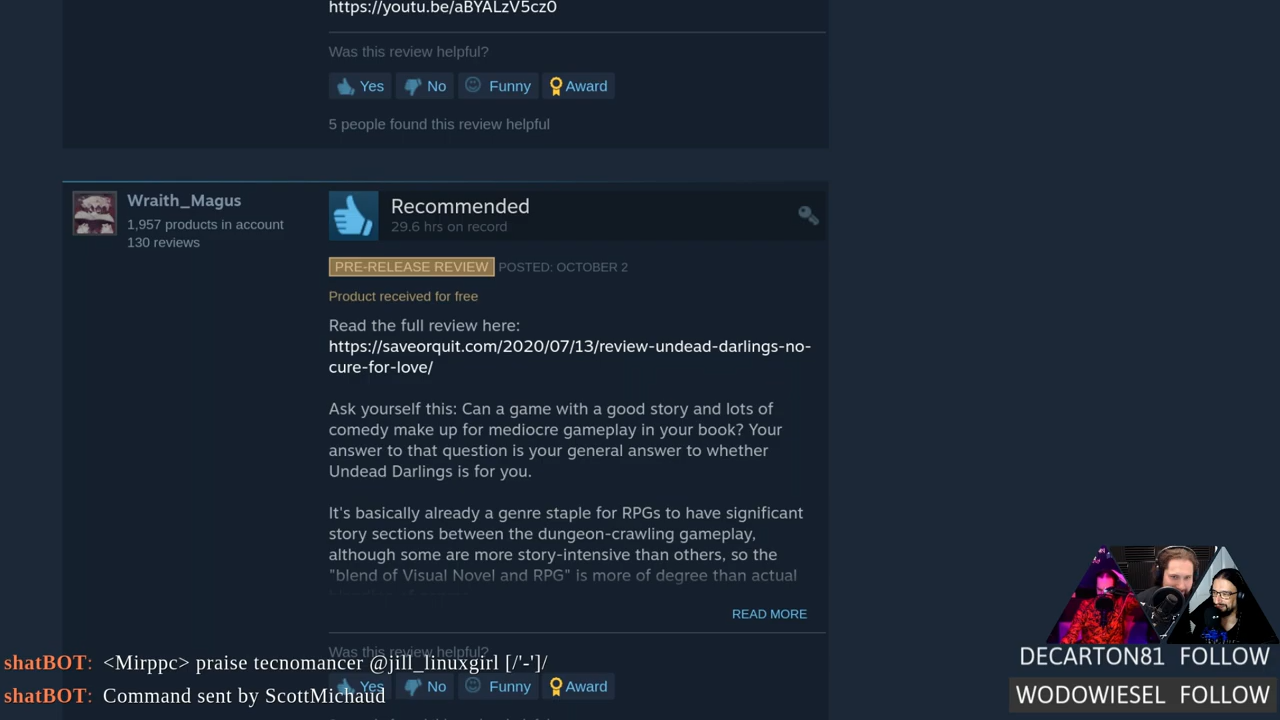 https://youtu.be/aBYALzV5cz0
Was this review helpful?
Yes No Funny Award
5 people found this review helpful
Wraith_Magus
1,957 products in account
130 reviews
Recommended
29.6 hrs on record
PRE-RELEASE REVIEW POSTED: OCTOBER 2
Product received for free
Read the full review here:
https://saveorquit.com/2020/07/13/review-undead-darlings-no-
cure-for-love/
Ask yourself this: Can a game with a good story and lots of
comedy make up for mediocre gameplay in your book? Your
answer to that question is your general answer to whether
Undead Darlings is for you.
It's basically already a genre staple for RPGs to have significant
story sections between the dungeon-crawling gameplay,
although some are more story-intensive than others, so the
"blend of Visual Novel and RPG" is more of degree than actual
READ MORE
Was this review helpful?
Yes No Funny Award
shatBOT: <Mirppc> praise tecnomancer @jill_linuxgirl [/'-']/
shatBOT: Command sent by ScottMichaud
DECARTON81 FOLLOW
WODOWIESEL FOLLOW